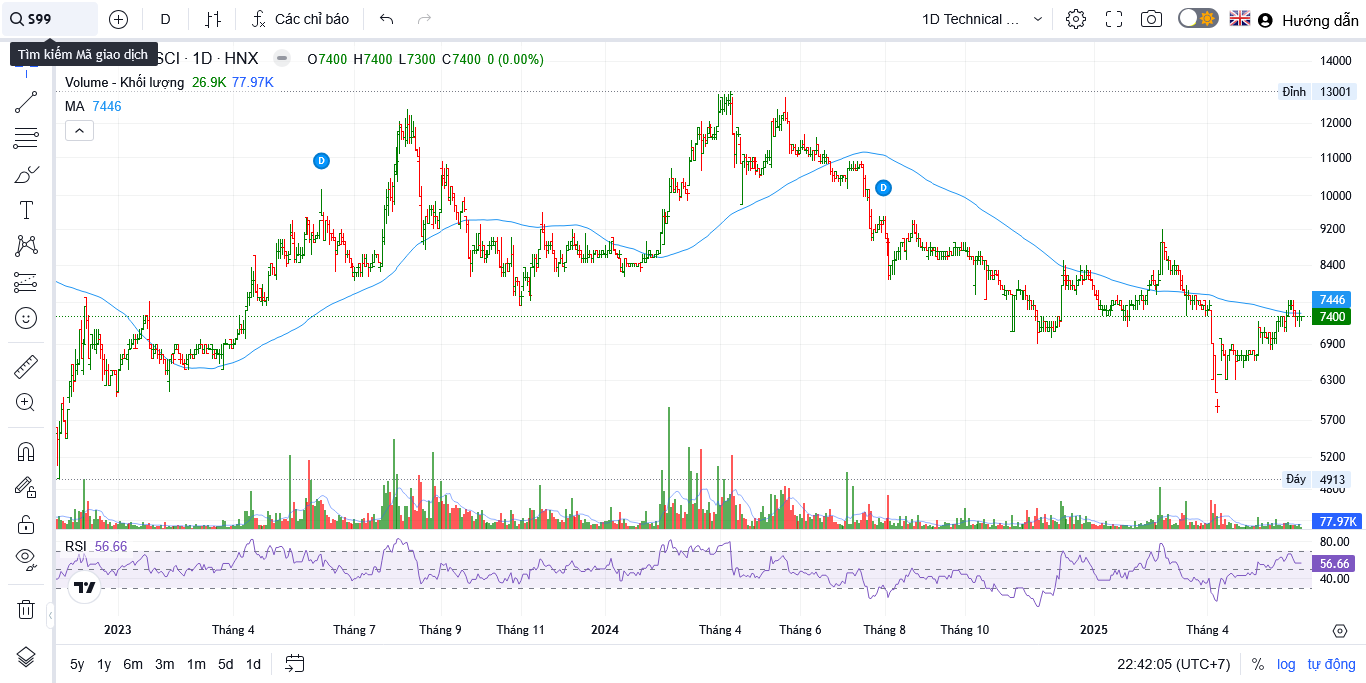 S99
D
Các chỉ báo
1D Technical ...
Hướng dẫn
Tìm kiếm Mã giao dịch
SCI · 1D · HNX O7400 H7400 L7300 C7400 0 (0.00%)
Volume - Khối lượng 26.9K 77.97K
MA 7446
14000
Đỉnh 13001
12000
11000
10000
9200
8400
7446
7400
6900
6300
5700
5200
Đáy 4913
4800
77.97K
D
D
RSI 56.66
80.00
56.66
40.00
2023 Tháng 4 Tháng 7 Tháng 9 Tháng 11 2024 Tháng 4 Tháng 6 Tháng 8 Tháng 10 2025 Tháng 4
5y 1y 6m 3m 1m 5d 1d
22:42:05 (UTC+7) % log tự động